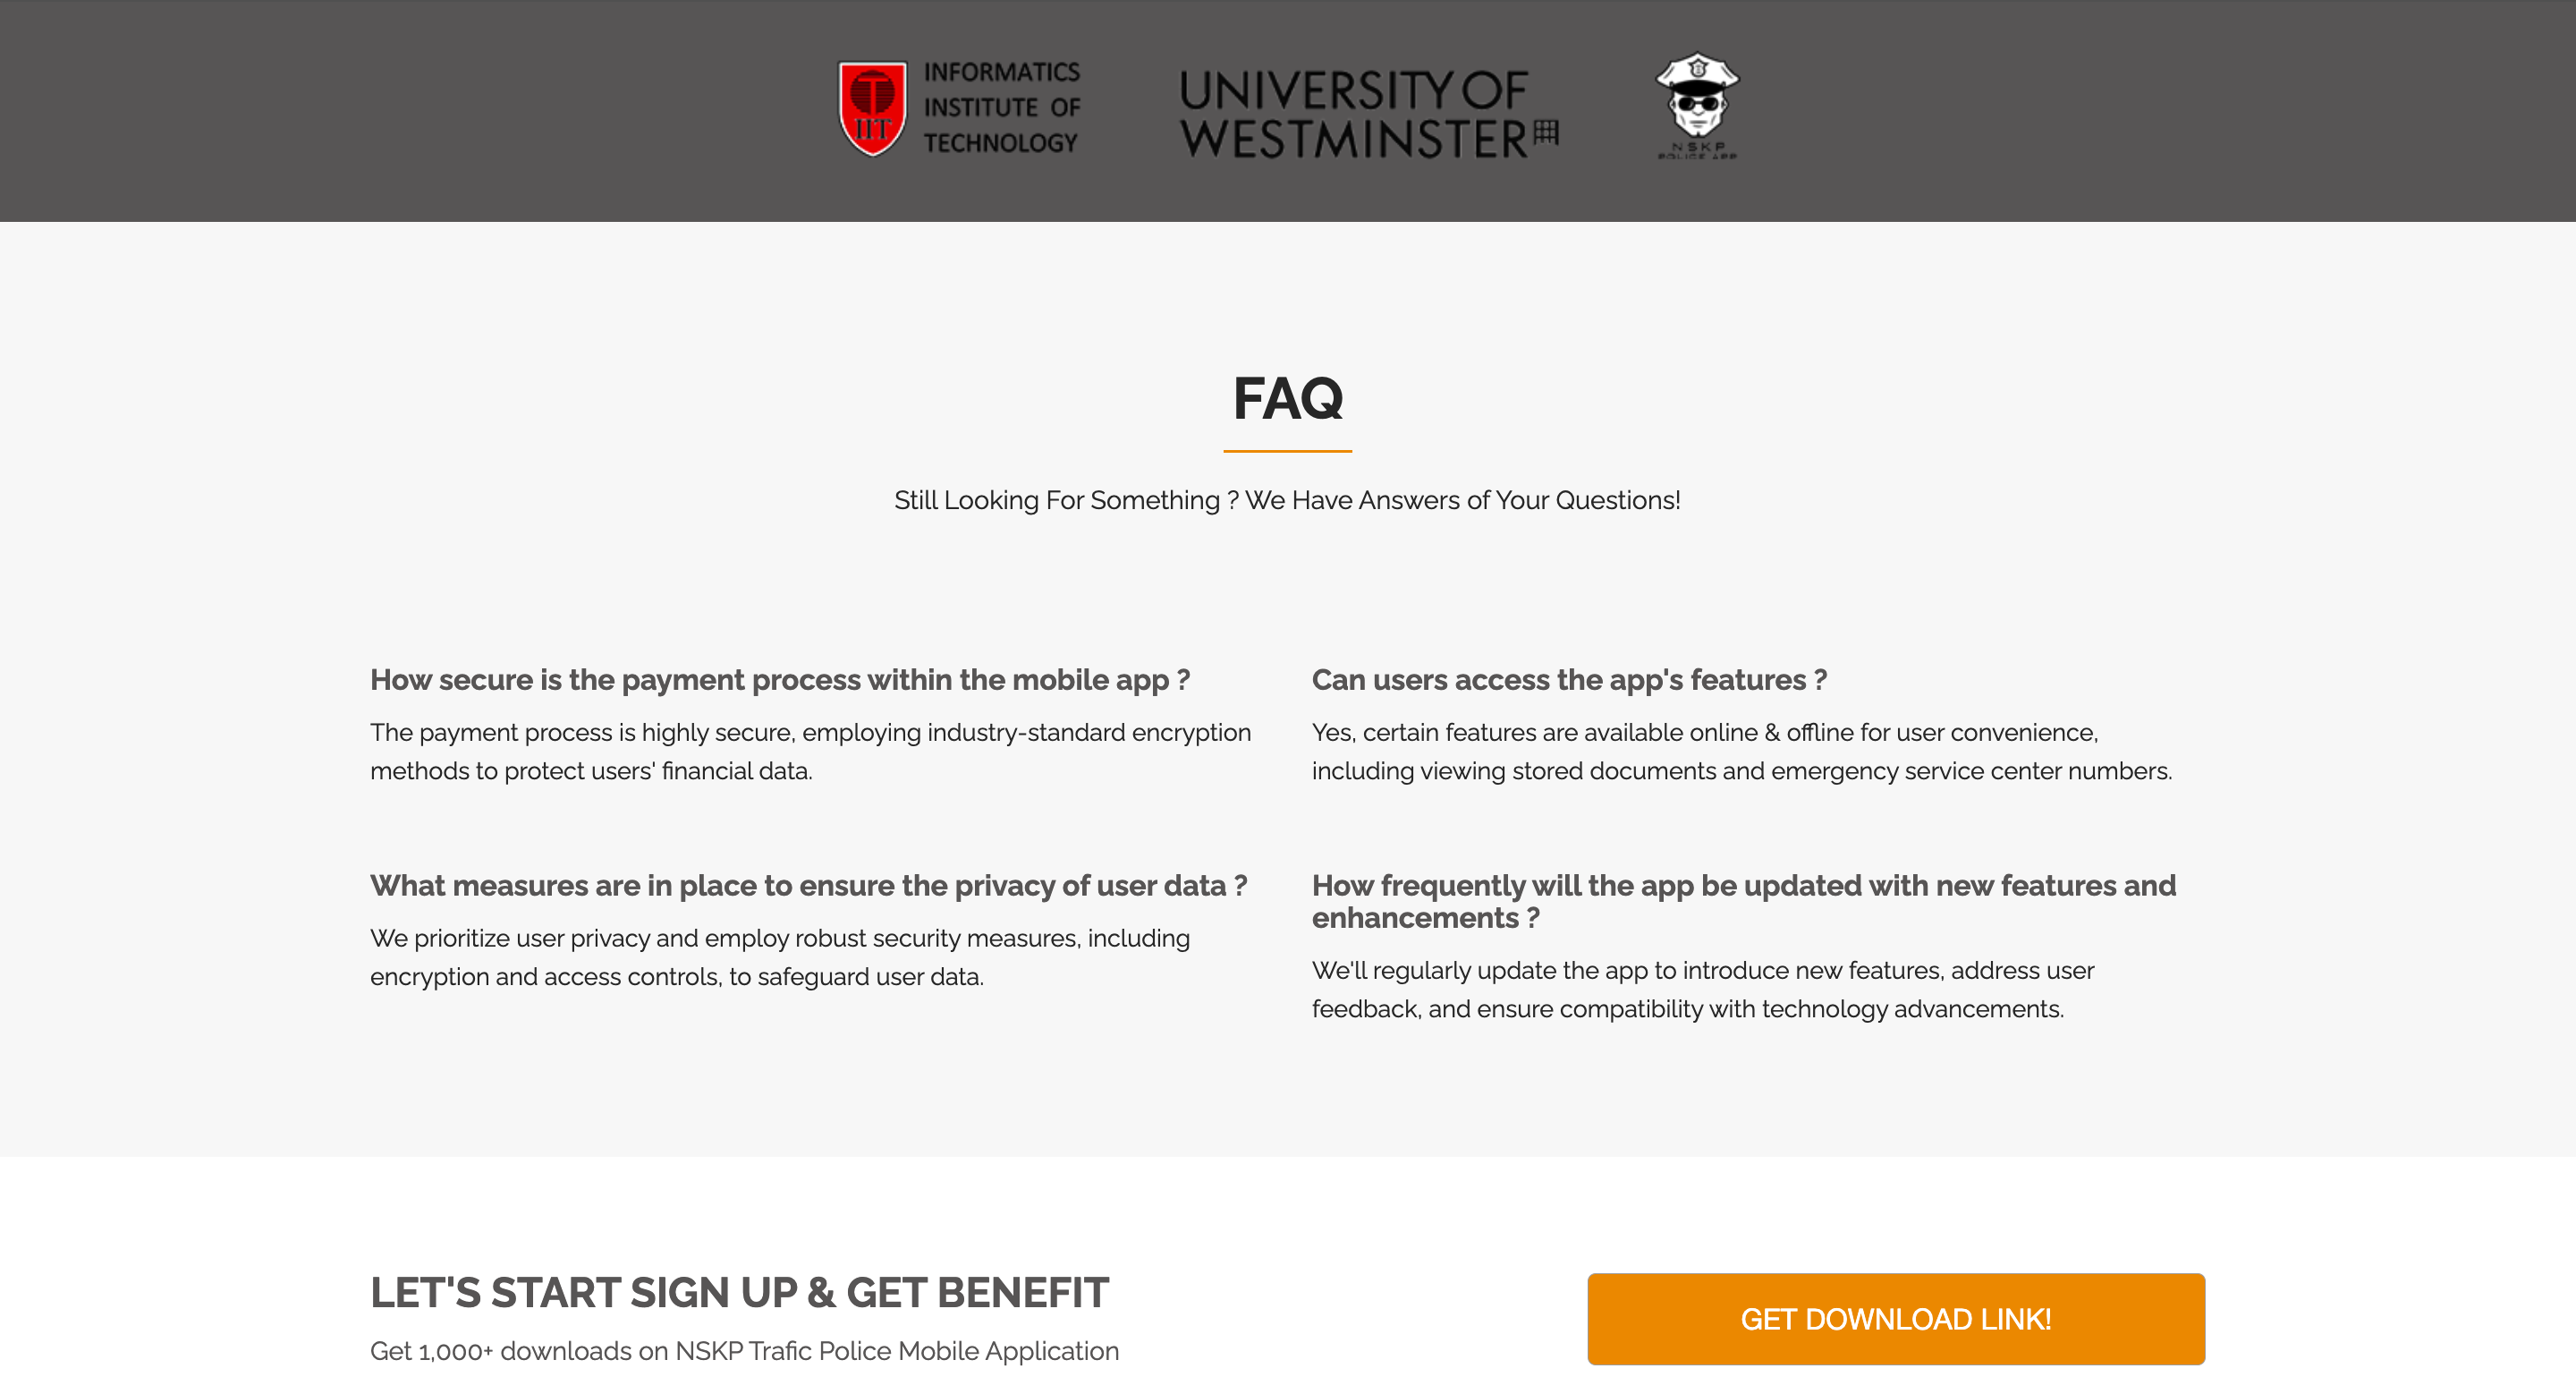 INFORMATICS
INSTITUTE OF
TECHNOLOGY
IIT
UNIVERSITY OF
WESTMINSTER
NSKP
POLICE APP
FAQ
Still Looking For Something ? We Have Answers of Your Questions!
How secure is the payment process within the mobile app ?
The payment process is highly secure, employing industry-standard encryption
methods to protect users' financial data.
Can users access the app's features ?
Yes, certain features are available online & offline for user convenience,
including viewing stored documents and emergency service center numbers.
What measures are in place to ensure the privacy of user data ?
We prioritize user privacy and employ robust security measures, including
encryption and access controls, to safeguard user data.
How frequently will the app be updated with new features and
enhancements ?
We'll regularly update the app to introduce new features, address user
feedback, and ensure compatibility with technology advancements.
LET'S START SIGN UP & GET BENEFIT
Get 1,000+ downloads on NSKP Trafic Police Mobile Application
GET DOWNLOAD LINK!